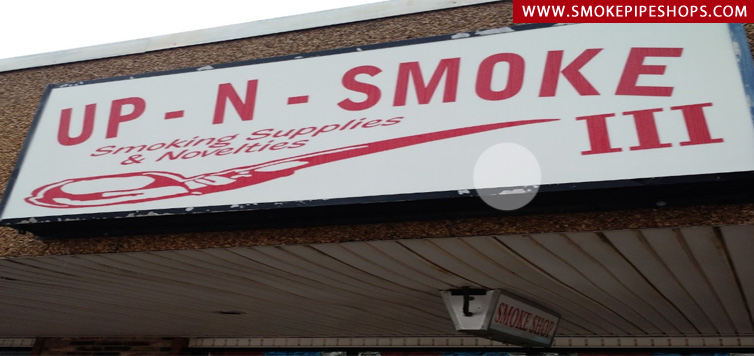 WWW.SMOKEPIPESHOPS.COM
UP - N - SMOKE
Smoking Supplies
& Novelties
III
SMOKE SHOP